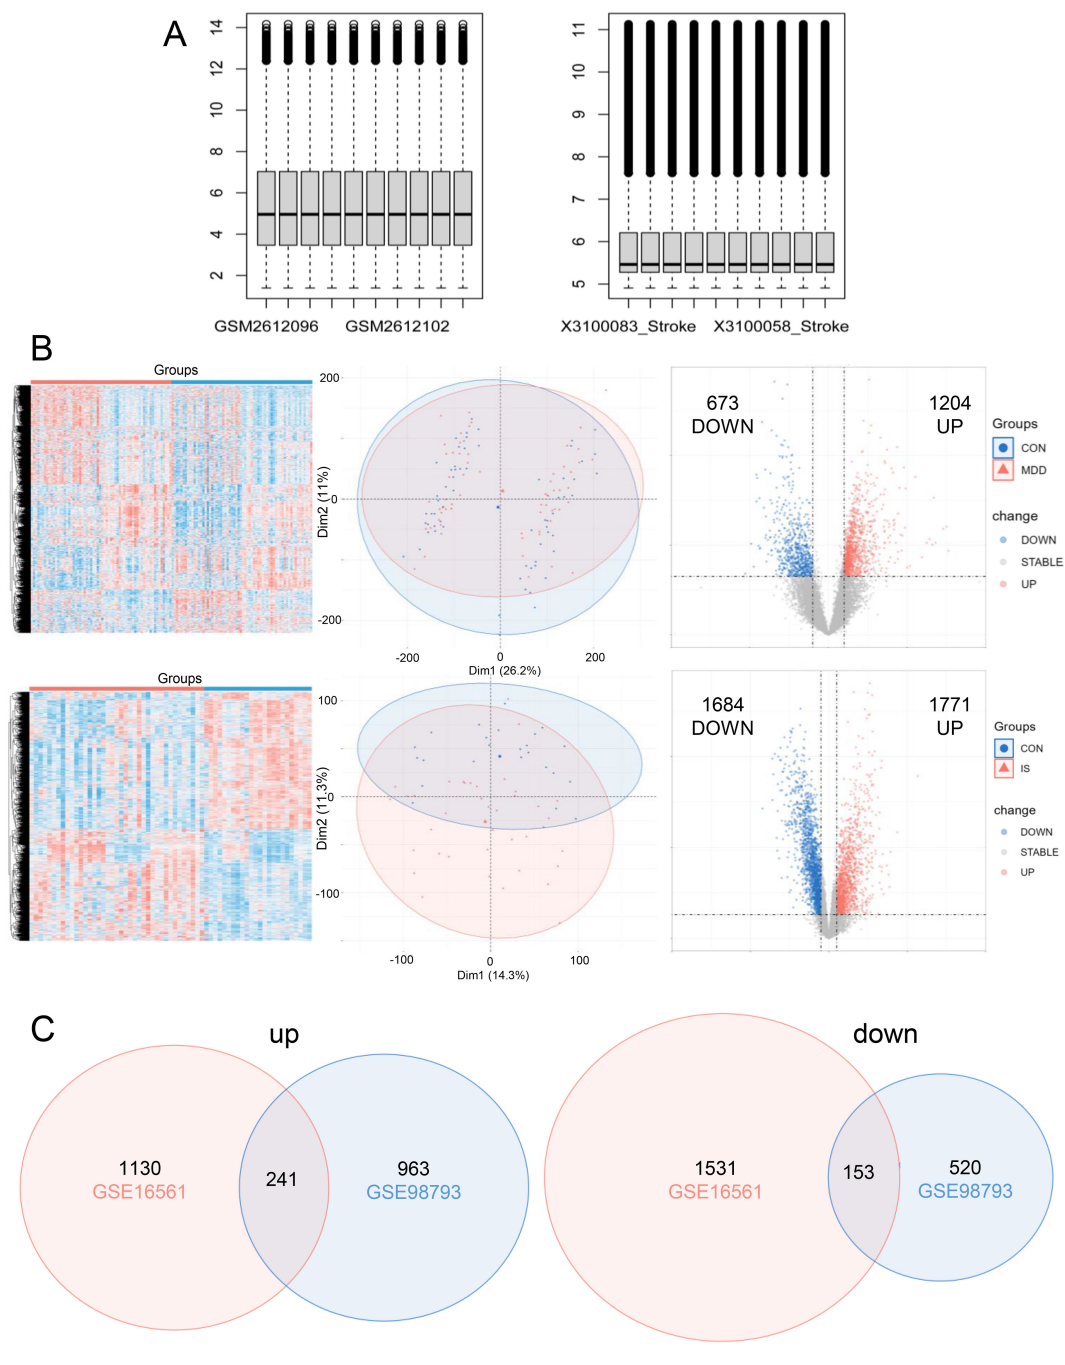 A
14
12
10
8
6
4
2
GSM2612096
GSM2612102
11
10
9
8
7
6
5
X3100083_Stroke
X3100058_Stroke
B
Groups
200
0
-200
Dim2 (11%)
-200
0
200
Dim1 (26.2%)
673
DOWN
1204
UP
Groups
CON
MDD
change
DOWN
STABLE
UP
Groups
100
0
-100
Dim2 (11.3%)
-100
0
100
Dim1 (14.3%)
1684
DOWN
1771
UP
Groups
CON
IS
change
DOWN
STABLE
UP
C
up
1130
GSE16561
241
963
GSE98793
down
1531
GSE16561
153
520
GSE98793